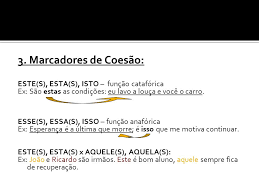 3. Marcadores de Coesão:
ESTE(S), ESTA(S), ISTO – função catafórica
Ex: São estas as condições: eu lavo a louça e você o carro.
ESSE(S), ESSA(S), ISSO – função anafórica
Ex: Esperança é a última que morre; é isso que me motiva continuar.
ESTE(S), ESTA(S) x AQUELE(S), AQUELA(S):
Ex: João e Ricardo são irmãos. Este é bom aluno, aquele sempre fica
de recuperação.